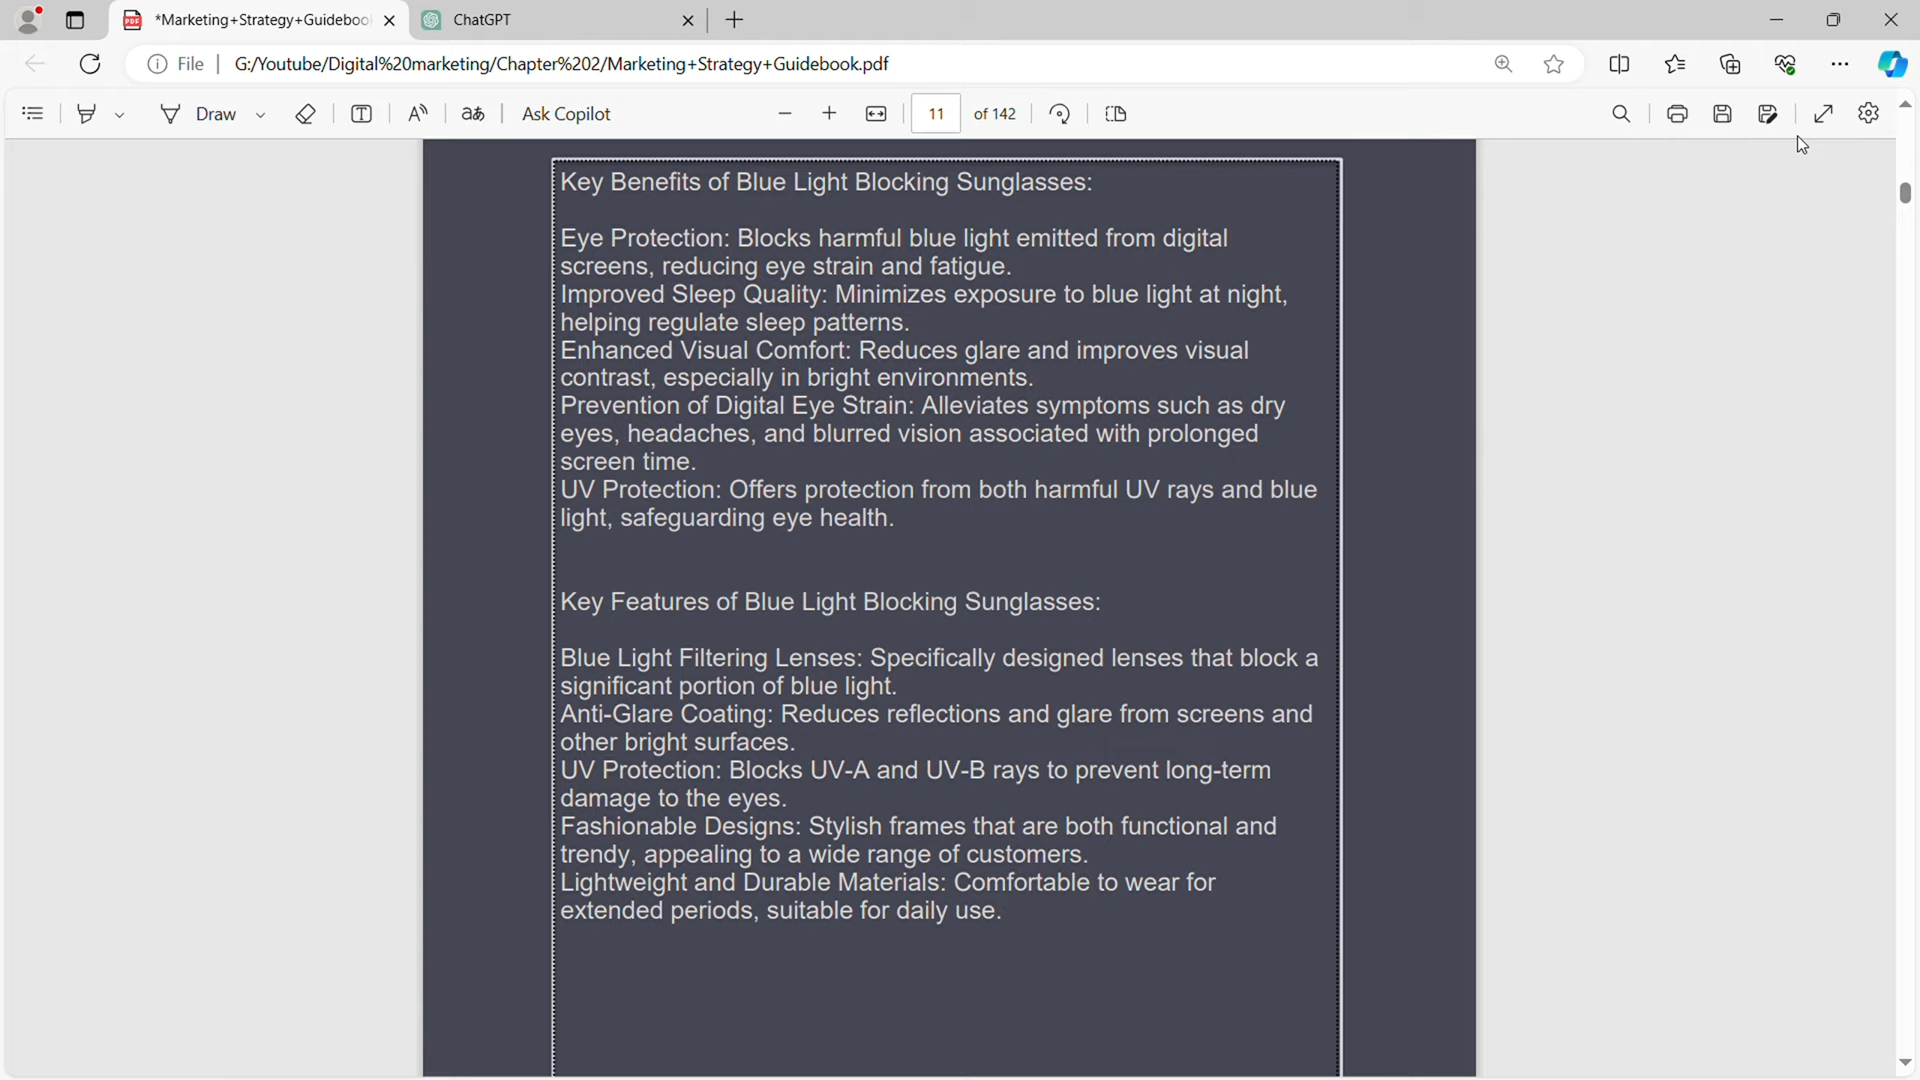 *Marketing+Strategy+Guideboo
ChatGPT
File
G:/Youtube/Digital%20marketing/Chapter%202/Marketing+Strategy+Guidebook.pdf
Draw
Ask Copilot
11
of 142
Key Benefits of Blue Light Blocking Sunglasses:
Eye Protection: Blocks harmful blue light emitted from digital
screens, reducing eye strain and fatigue.
Improved Sleep Quality: Minimizes exposure to blue light at night,
helping regulate sleep patterns.
Enhanced Visual Comfort: Reduces glare and improves visual
contrast, especially in bright environments.
Prevention of Digital Eye Strain: Alleviates symptoms such as dry
eyes, headaches, and blurred vision associated with prolonged
screen time.
UV Protection: Offers protection from both harmful UV rays and blue
light, safeguarding eye health.
Key Features of Blue Light Blocking Sunglasses:
Blue Light Filtering Lenses: Specifically designed lenses that block a
significant portion of blue light.
Anti-Glare Coating: Reduces reflections and glare from screens and
other bright surfaces.
UV Protection: Blocks UV-A and UV-B rays to prevent long-term
damage to the eyes.
Fashionable Designs: Stylish frames that are both functional and
trendy, appealing to a wide range of customers.
Lightweight and Durable Materials: Comfortable to wear for
extended periods, suitable for daily use.